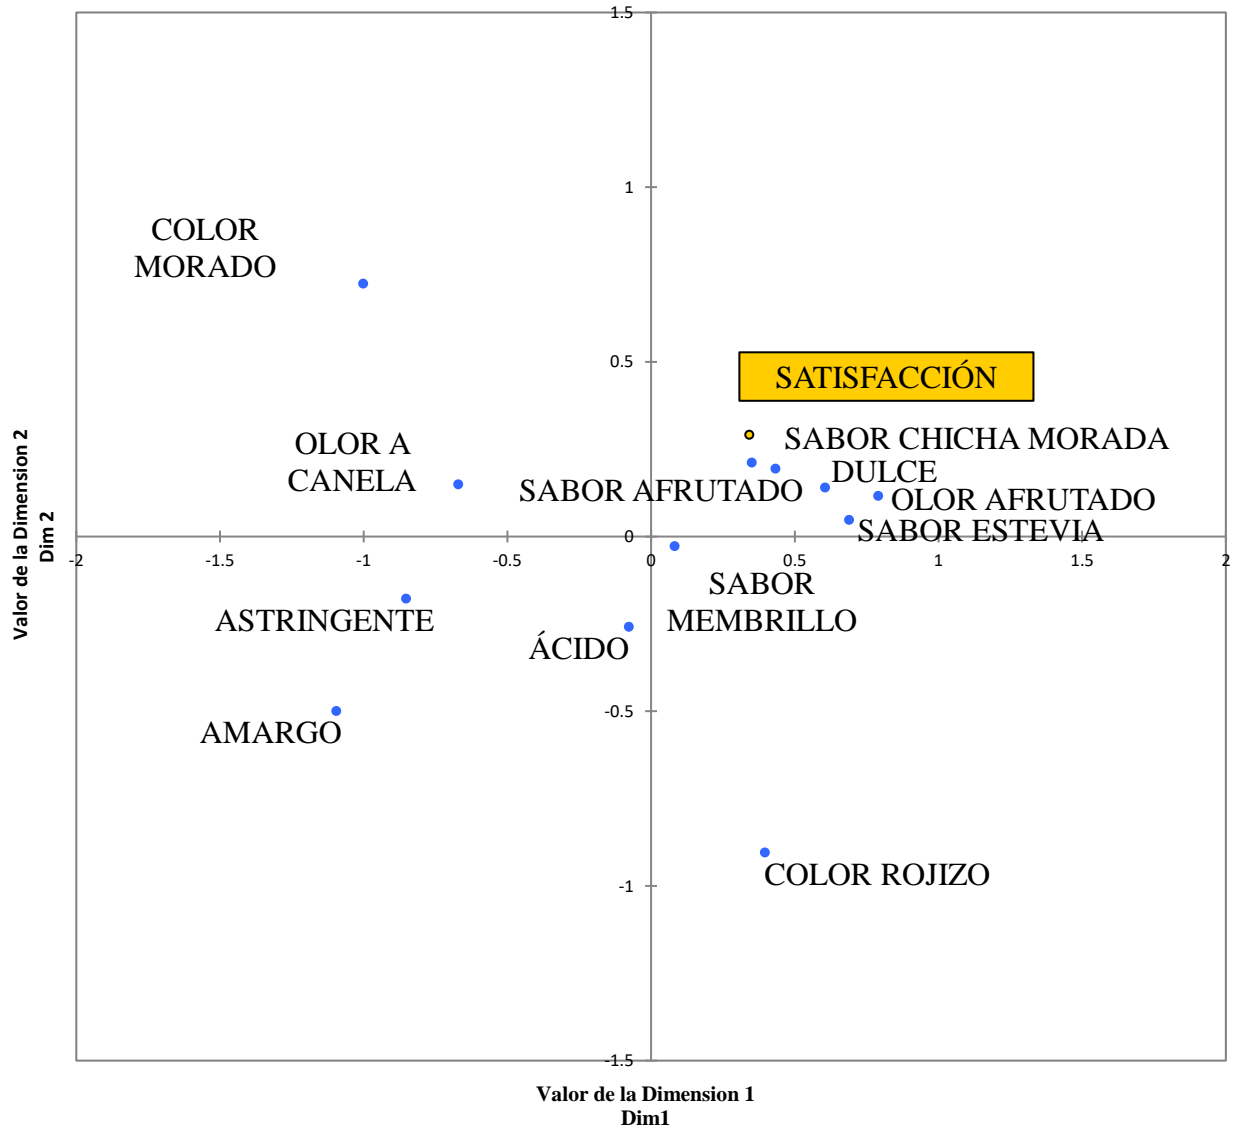 1.5
COLOR
MORADO
1
0.5
SATISFACCIÓN
OLOR A
CANELA
SABOR CHICHA MORADA
DULCE
SABOR AFRUTADO
OLOR AFRUTADO
SABOR ESTEVIA
0
-2
-1.5
-1
-0.5
0
0.5
1
1.5
2
SABOR
MEMBRILLO
ASTRINGENTE
ÁCIDO
AMARGO
-0.5
COLOR ROJIZO
-1
-1.5
Valor de la Dimension 2
Dim 2
Valor de la Dimension 1
Dim1